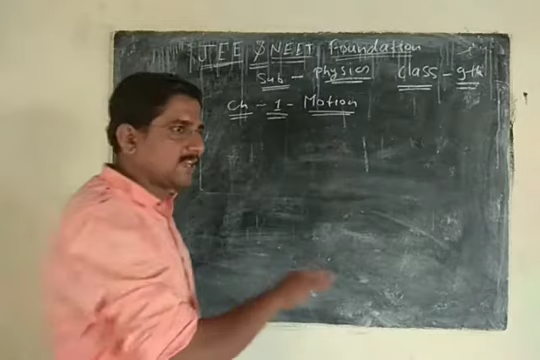 JEE & NEET Foundation
Sub - physics Class - 9th
Ch - 1 - Motion